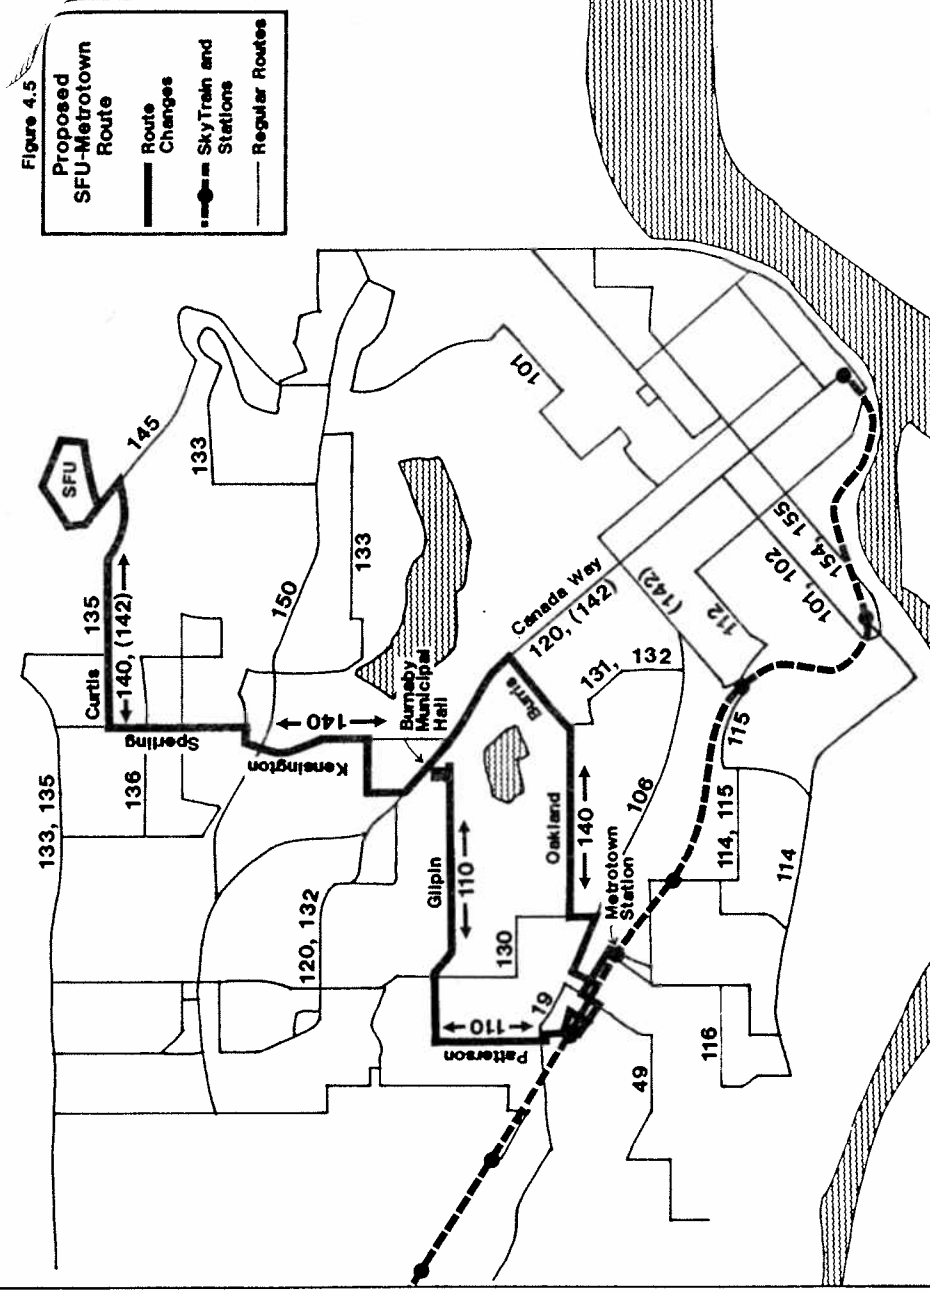 Figure 4.5
Proposed
SFU-Metrotown
Route
Route
Changes
SkyTrain and
Stations
Regular Routes
SFU
145
133
135
140, (142)
Curtis
Sperling
133, 135
136
150
133
140
Kensington
Burnaby
Municipal
Hall
101
Canada Way
120, (142)
(142)
112
101, 102
154, 155
131,
132
Burris
Gilpin
110
Oakland
140
106
115
114, 115
114
120, 132
130
Metrotown
Station
19
110
Patterson
49
116